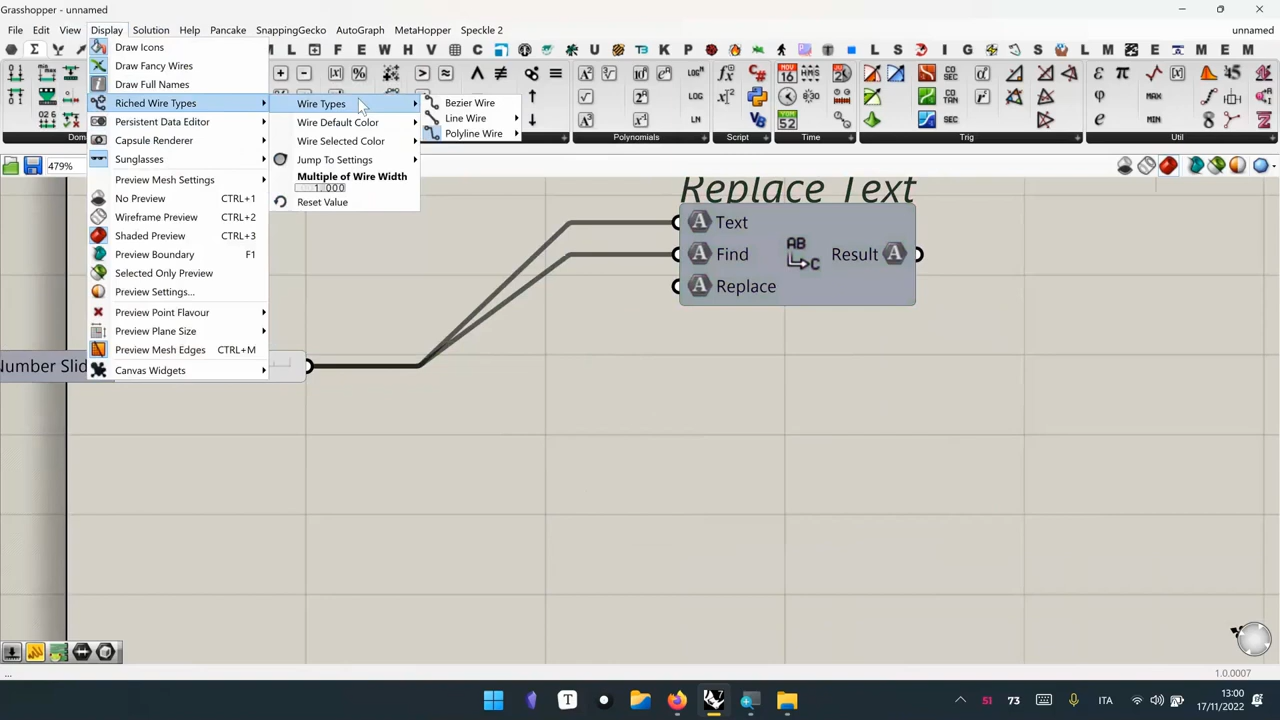 Grasshopper - unnamed
File Edit View Display Solution Help Pancake SnappingGecko AutoGraph MetaHopper Speckle 2
unnamed
Draw Icons
Draw Fancy Wires
Draw Full Names
Riched Wire Types
Persistent Data Editor
Capsule Renderer
Sunglasses
Preview Mesh Settings
No Preview CTRL+1
Wireframe Preview CTRL+2
Shaded Preview CTRL+3
Preview Boundary F1
Selected Only Preview
Preview Settings...
Preview Point Flavour
Preview Plane Size
Preview Mesh Edges CTRL+M
Canvas Widgets
Wire Types
Wire Default Color
Wire Selected Color
Jump To Settings
Multiple of Wire Width
1.000
Reset Value
Bezier Wire
Line Wire
Polyline Wire
Polynomials
Script
Time
Trig
Util
479%
Replace Text
Text
Find
Replace
Result
Number Slid
...
1.0.0007
51 73 ITA
13:00
17/11/2022